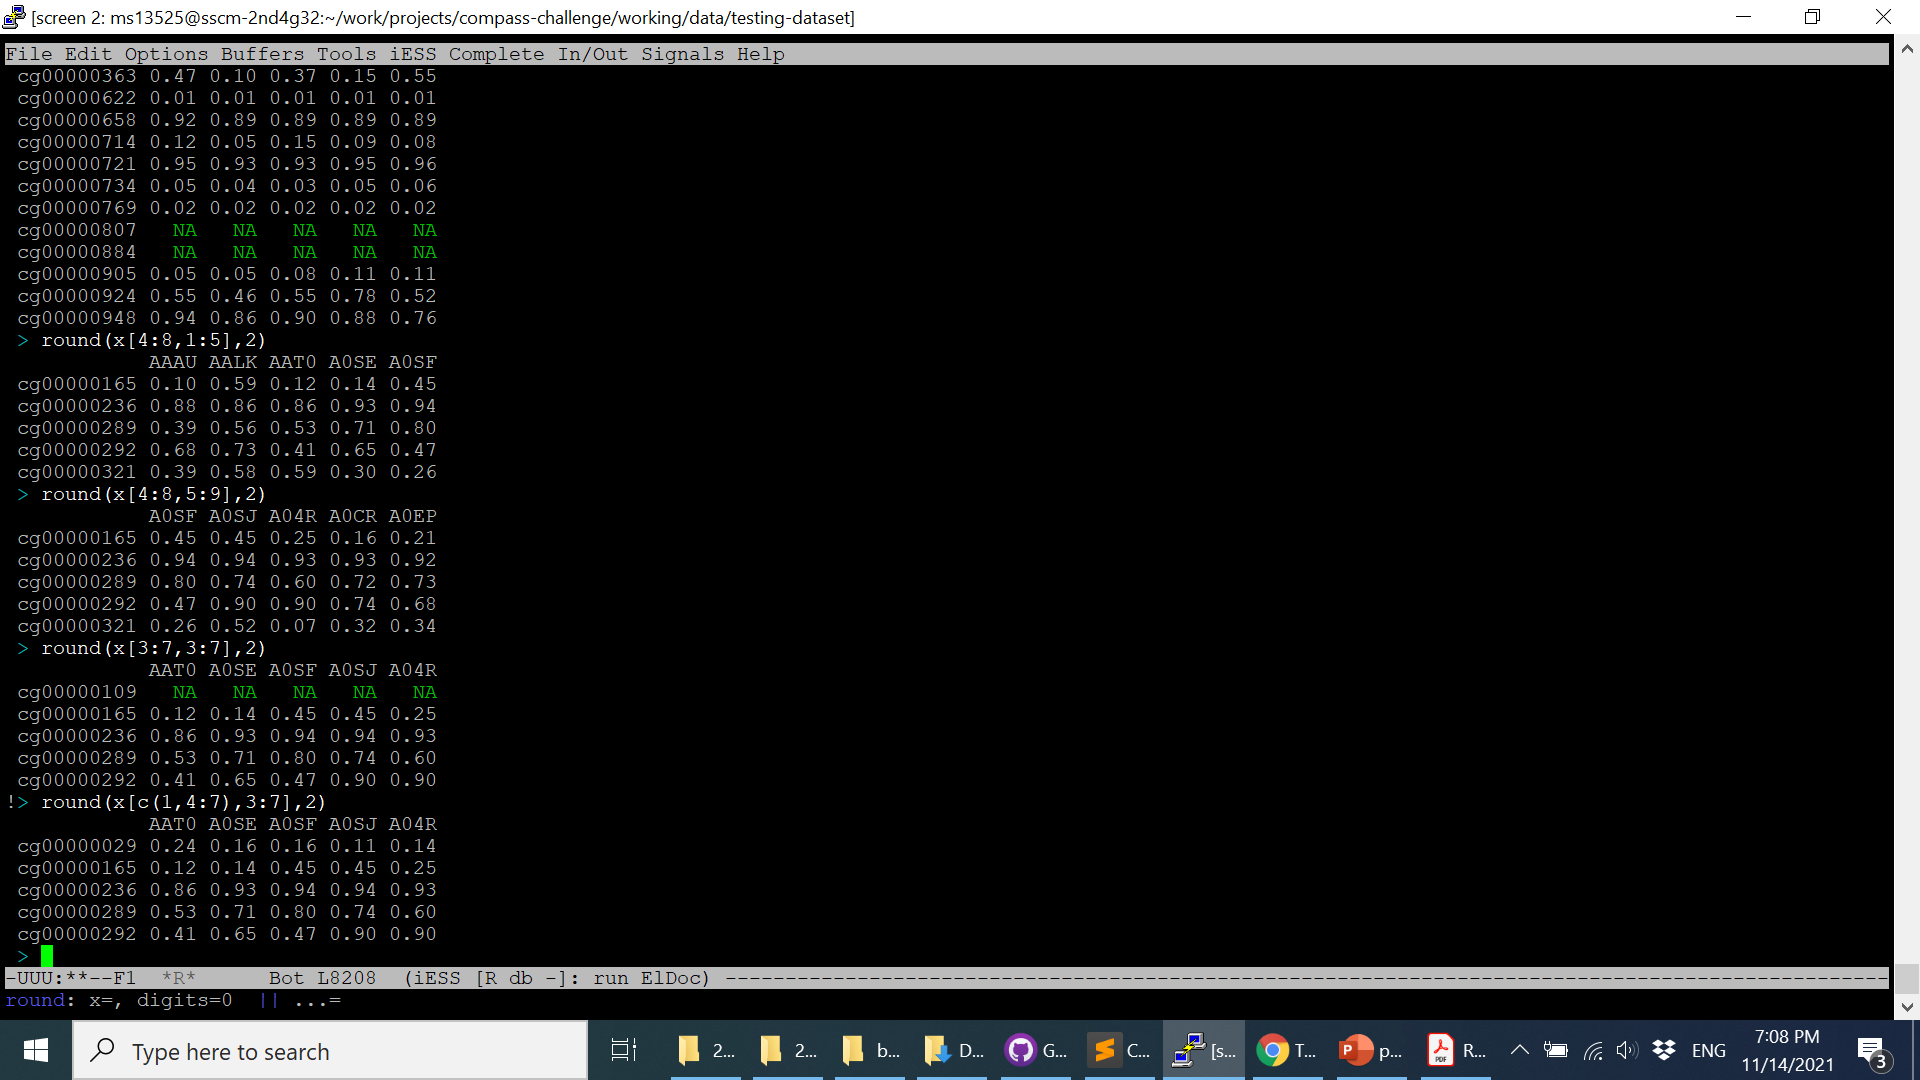 [screen 2: ms13525@sscm-2nd4g32:~/work/projects/compass-challenge/working/data/testing-dataset]
File Edit Options Buffers Tools iESS Complete In/Out Signals Help
cg00000363 0.47 0.10 0.37 0.15 0.55
cg00000622 0.01 0.01 0.01 0.01 0.01
cg00000658 0.92 0.89 0.89 0.89 0.89
cg00000714 0.12 0.05 0.15 0.09 0.08
cg00000721 0.95 0.93 0.93 0.95 0.96
cg00000734 0.05 0.04 0.03 0.05 0.06
cg00000769 0.02 0.02 0.02 0.02 0.02
cg00000807   NA   NA   NA   NA   NA
cg00000884   NA   NA   NA   NA   NA
cg00000905 0.05 0.05 0.08 0.11 0.11
cg00000924 0.55 0.46 0.55 0.78 0.52
cg00000948 0.94 0.86 0.90 0.88 0.76
> round(x[4:8,1:5],2)
           AAAU AALK AAT0 A0SE A0SF
cg00000165 0.10 0.59 0.12 0.14 0.45
cg00000236 0.88 0.86 0.86 0.93 0.94
cg00000289 0.39 0.56 0.53 0.71 0.80
cg00000292 0.68 0.73 0.41 0.65 0.47
cg00000321 0.39 0.58 0.59 0.30 0.26
> round(x[4:8,5:9],2)
           A0SF A0SJ A04R A0CR A0EP
cg00000165 0.45 0.45 0.25 0.16 0.21
cg00000236 0.94 0.94 0.93 0.93 0.92
cg00000289 0.80 0.74 0.60 0.72 0.73
cg00000292 0.47 0.90 0.90 0.74 0.68
cg00000321 0.26 0.52 0.07 0.32 0.34
> round(x[3:7,3:7],2)
           AAT0 A0SE A0SF A0SJ A04R
cg00000109   NA   NA   NA   NA   NA
cg00000165 0.12 0.14 0.45 0.45 0.25
cg00000236 0.86 0.93 0.94 0.94 0.93
cg00000289 0.53 0.71 0.80 0.74 0.60
cg00000292 0.41 0.65 0.47 0.90 0.90
!> round(x[c(1,4:7),3:7],2)
           AAT0 A0SE A0SF A0SJ A04R
cg00000029 0.24 0.16 0.16 0.11 0.14
cg00000165 0.12 0.14 0.45 0.45 0.25
cg00000236 0.86 0.93 0.94 0.94 0.93
cg00000289 0.53 0.71 0.80 0.74 0.60
cg00000292 0.41 0.65 0.47 0.90 0.90
>
-UUU:**--F1  *R*      Bot L8208  (iESS [R db -]: run ElDoc) ----------------------------------------------------------------
round: x=, digits=0  || ...=
Type here to search
2... 2... b... D... G... C... [s... T... p... R... ENG
7:08 PM
11/14/2021
3